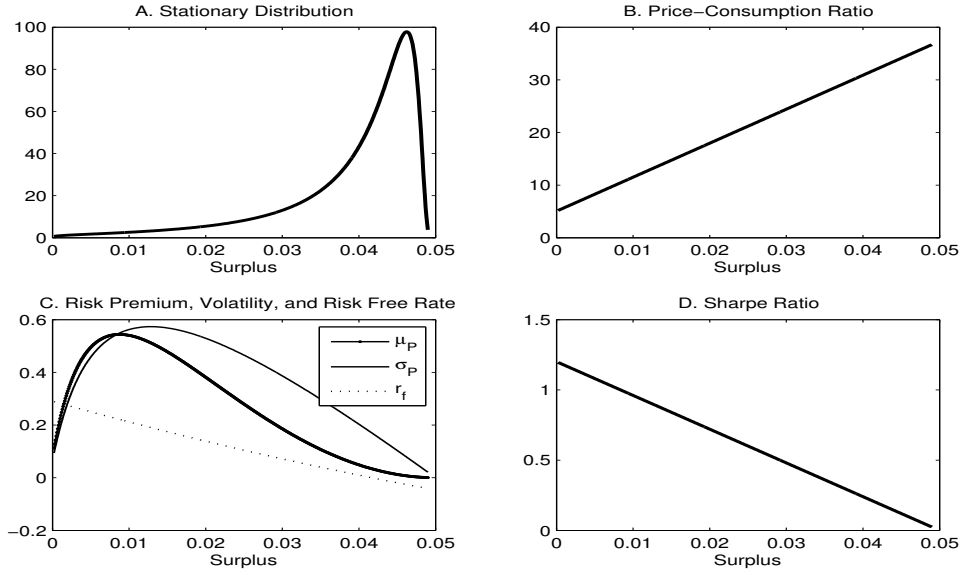 A. Stationary Distribution
100
80
60
40
20
0
0 0.01 0.02 0.03 0.04 0.05
Surplus
B. Price−Consumption Ratio
40
30
20
10
0
0 0.01 0.02 0.03 0.04 0.05
Surplus
C. Risk Premium, Volatility, and Risk Free Rate
0.6
0.4
0.2
0
−0.2
μP
σP
rf
0 0.01 0.02 0.03 0.04 0.05
Surplus
D. Sharpe Ratio
1.5
1
0.5
0
0 0.01 0.02 0.03 0.04 0.05
Surplus